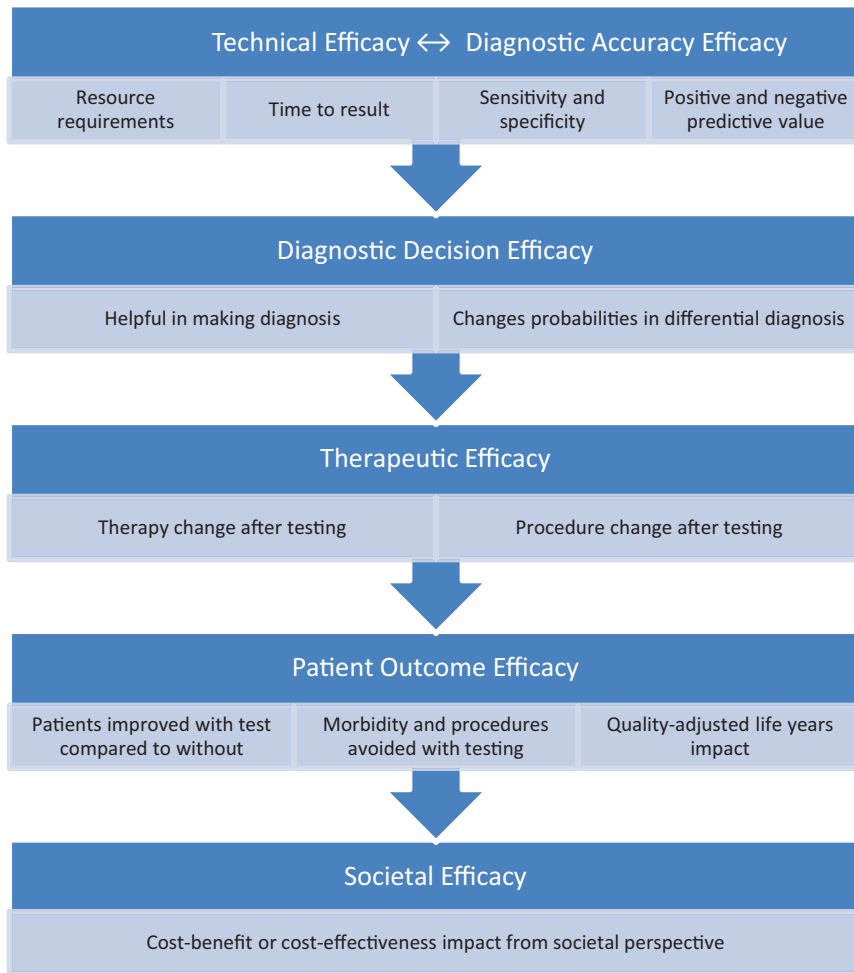 Technical Efficacy ↔ Diagnostic Accuracy Efficacy
Resource
requirements
Time to result
Sensitivity and
specificity
Positive and negative
predictive value
Diagnostic Decision Efficacy
Helpful in making diagnosis
Changes probabilities in differential diagnosis
Therapeutic Efficacy
Therapy change after testing
Procedure change after testing
Patient Outcome Efficacy
Patients improved with test
compared to without
Morbidity and procedures
avoided with testing
Quality-adjusted life years
impact
Societal Efficacy
Cost-benefit or cost-effectiveness impact from societal perspective